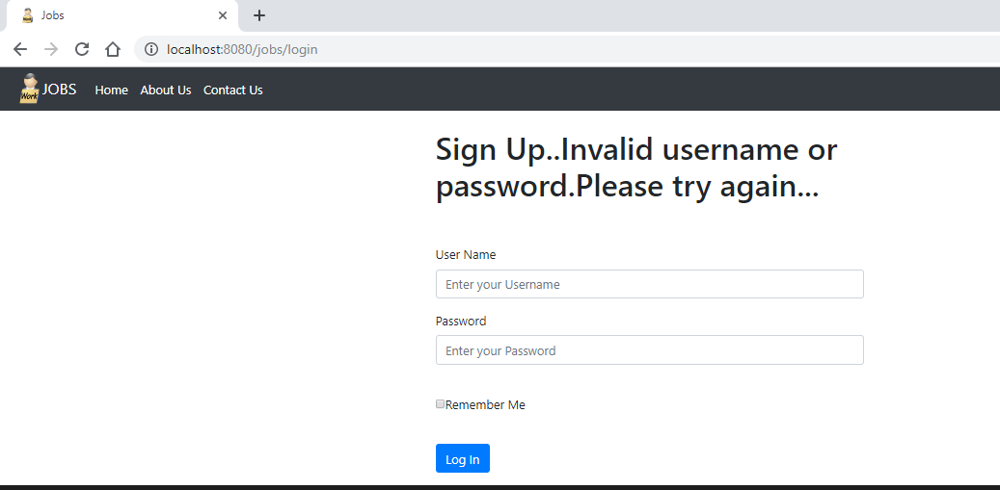 Jobs
localhost:8080/jobs/login
Work JOBS Home About Us Contact Us
Sign Up..Invalid username or
password.Please try again...
User Name
Enter your Username
Password
Enter your Password
Remember Me
Log In